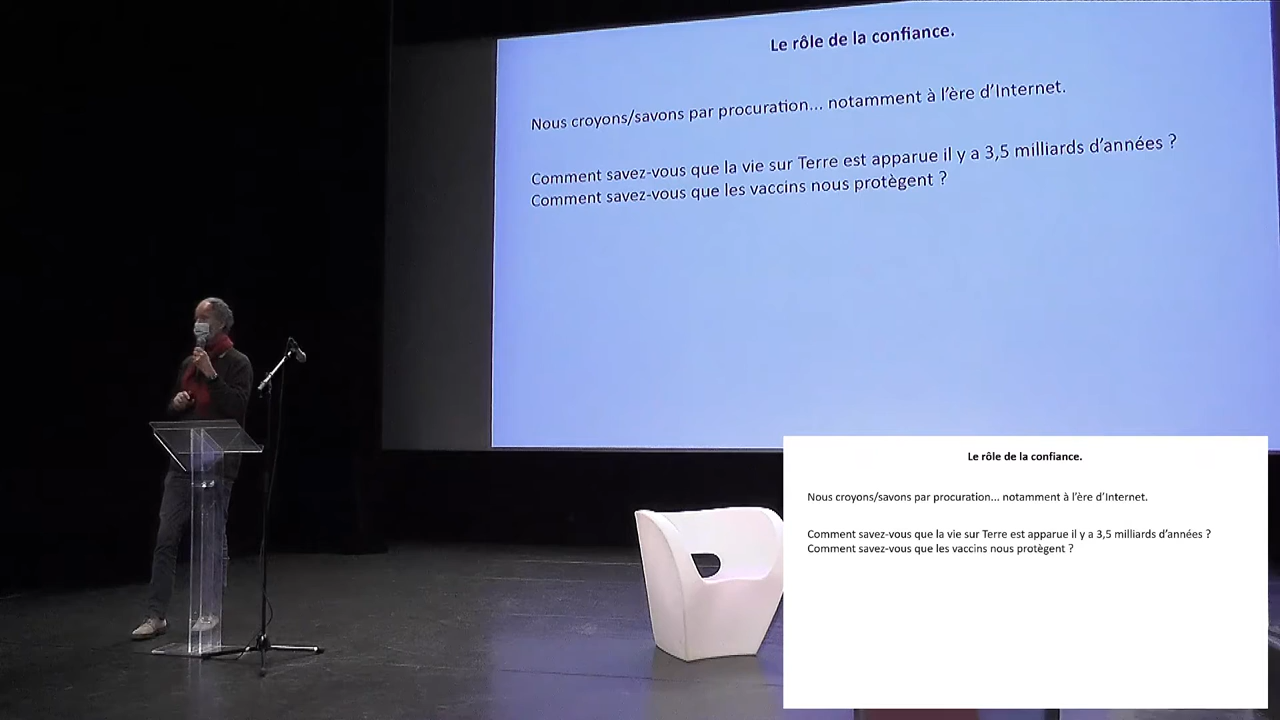 Le rôle de la confiance.
Nous croyons/savons par procuration... notamment à l'ère d'Internet.
Comment savez-vous que la vie sur Terre est apparue il y a 3,5 milliards d'années ?
Comment savez-vous que les vaccins nous protègent ?
Le rôle de la confiance.
Nous croyons/savons par procuration... notamment à l'ère d'Internet.
Comment savez-vous que la vie sur Terre est apparue il y a 3,5 milliards d'années ?
Comment savez-vous que les vaccins nous protègent ?